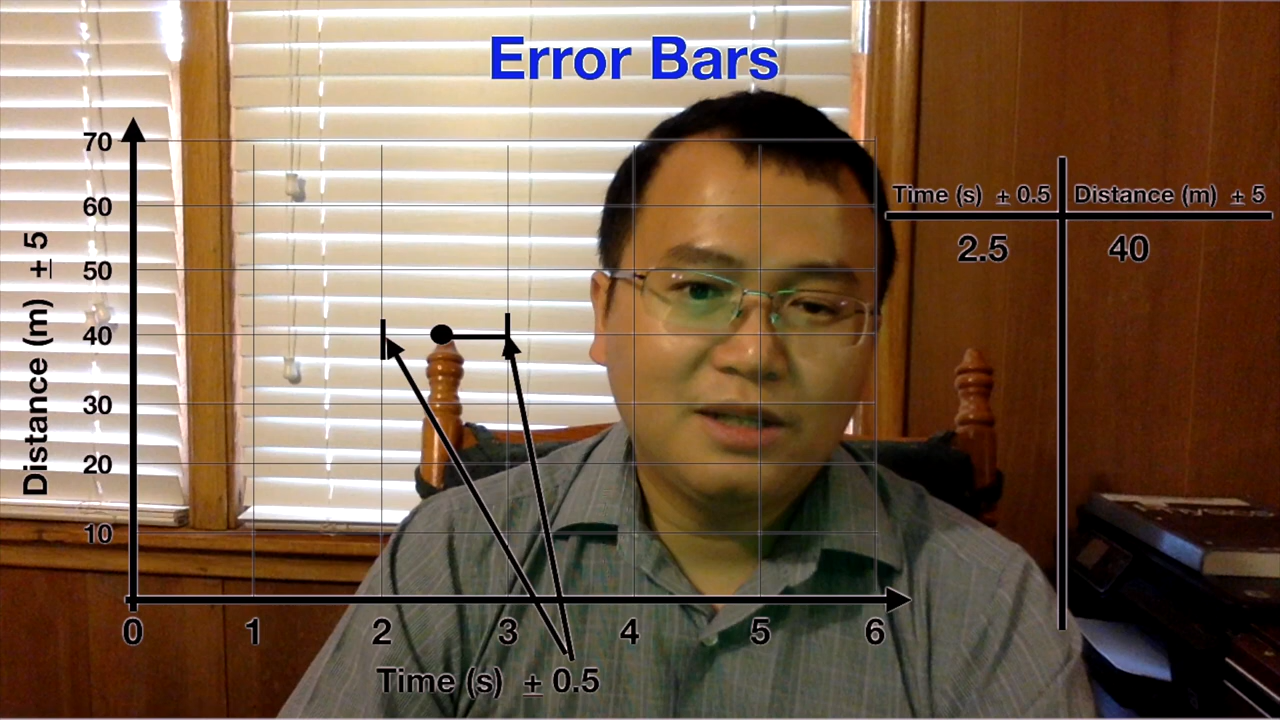 Error Bars
70
60
50
40
30
20
10
0 1 2 3 4 5 6
Distance (m) ± 5
Time (s) ± 0.5
Time (s) ± 0.5 Distance (m) ± 5
2.5 40